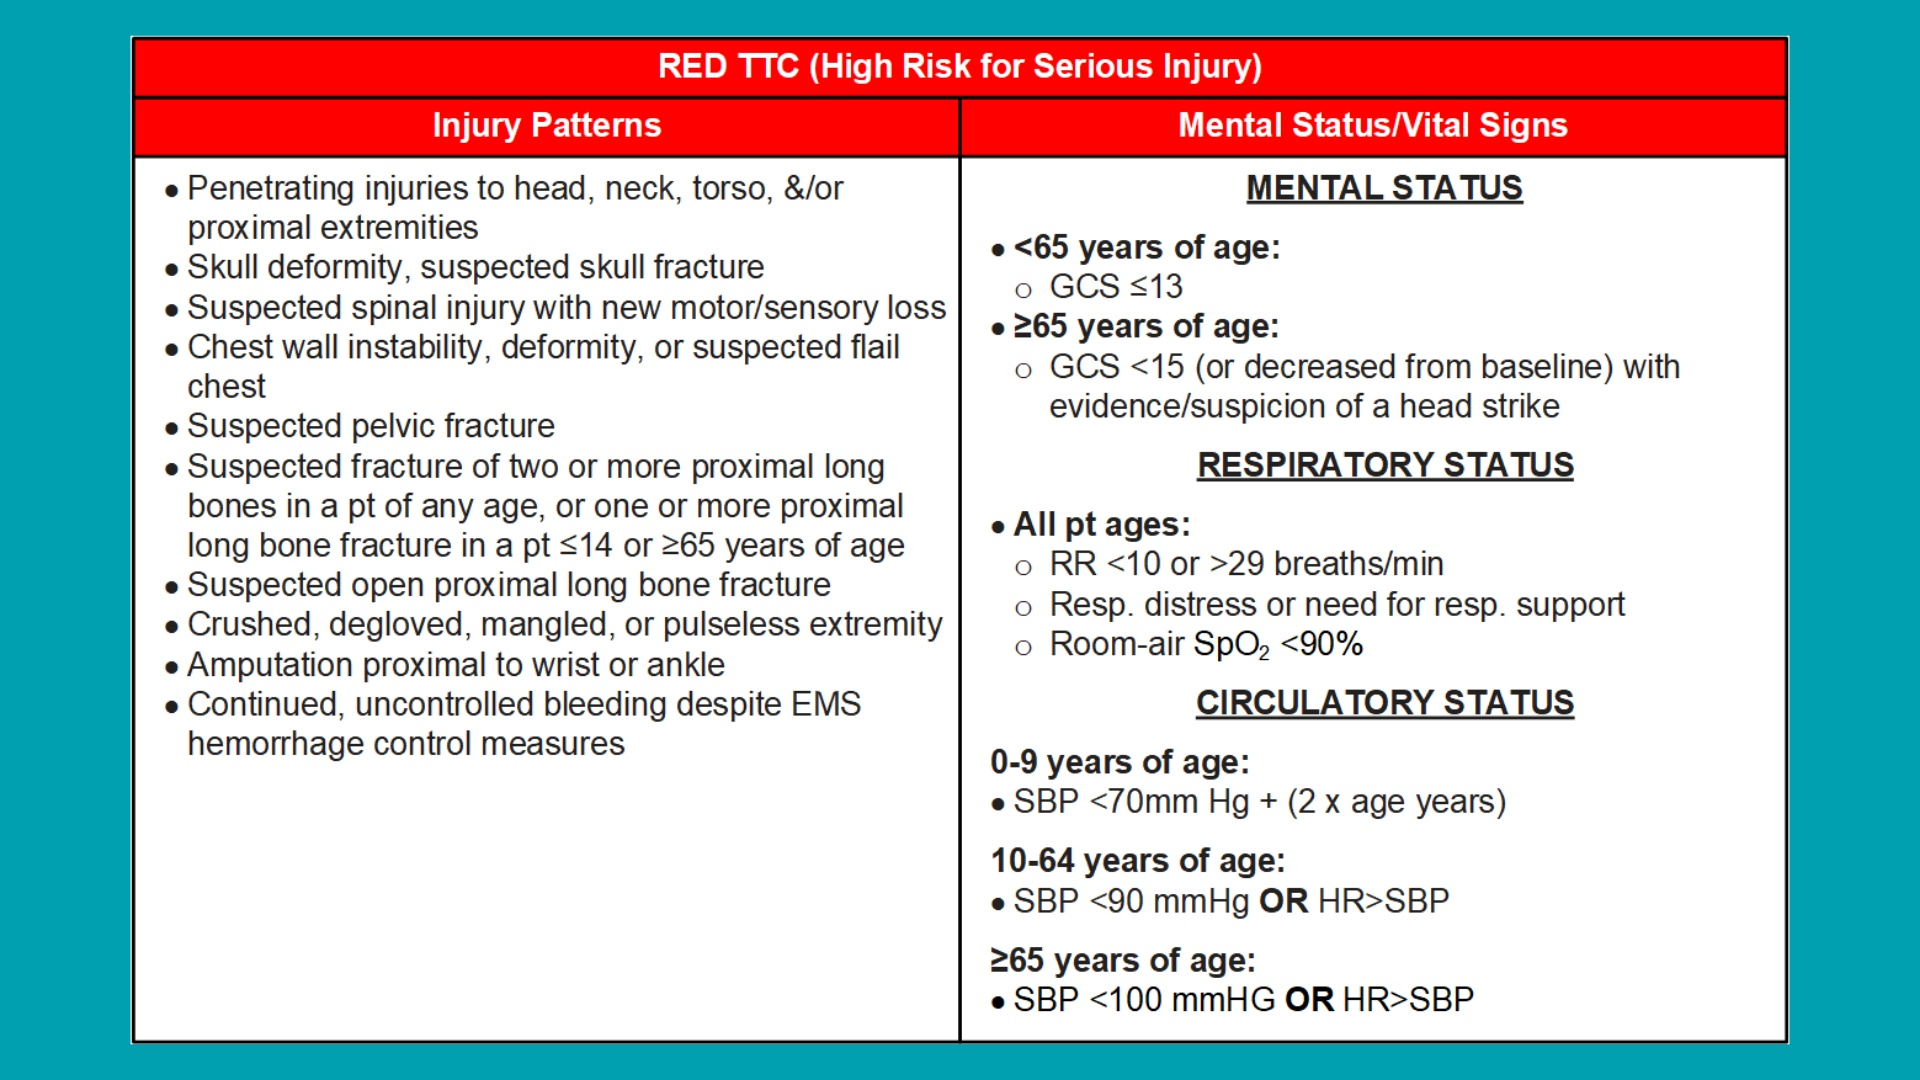 RED TTC (High Risk for Serious Injury)
Injury Patterns
Mental Status/Vital Signs
• Penetrating injuries to head, neck, torso, &/or
proximal extremities
• Skull deformity, suspected skull fracture
• Suspected spinal injury with new motor/sensory loss
• Chest wall instability, deformity, or suspected flail
chest
• Suspected pelvic fracture
• Suspected fracture of two or more proximal long
bones in a pt of any age, or one or more proximal
long bone fracture in a pt ≤14 or ≥65 years of age
• Suspected open proximal long bone fracture
• Crushed, degloved, mangled, or pulseless extremity
• Amputation proximal to wrist or ankle
• Continued, uncontrolled bleeding despite EMS
hemorrhage control measures
MENTAL STATUS
• <65 years of age:
o GCS ≤13
• ≥65 years of age:
o GCS <15 (or decreased from baseline) with
evidence/suspicion of a head strike
RESPIRATORY STATUS
• All pt ages:
o RR <10 or >29 breaths/min
o Resp. distress or need for resp. support
o Room-air SpO₂ <90%
CIRCULATORY STATUS
0-9 years of age:
• SBP <70mm Hg + (2 x age years)
10-64 years of age:
• SBP <90 mmHg OR HR>SBP
≥65 years of age:
• SBP <100 mmHG OR HR>SBP